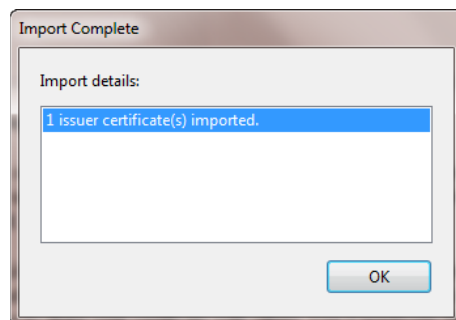 Import Complete
Import details:
1 issuer certificate(s) imported.
OK